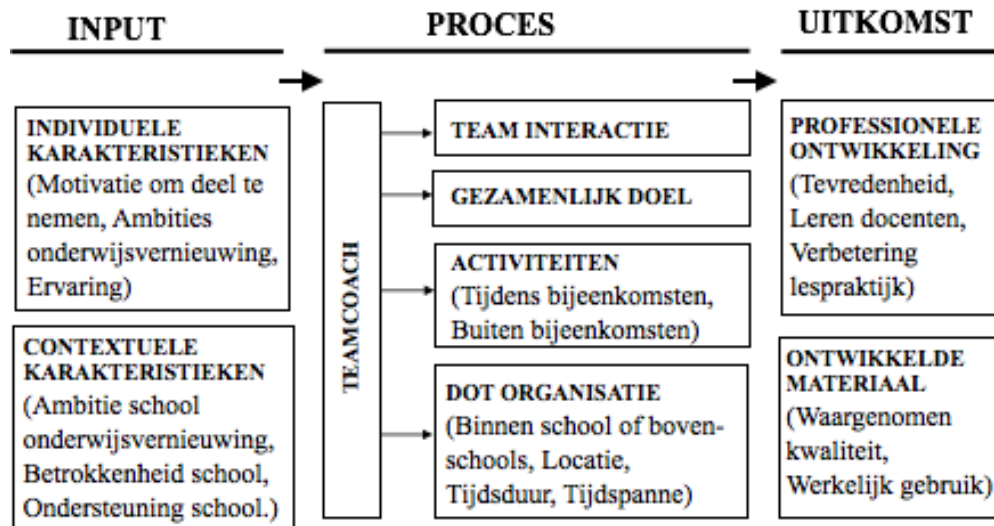 INPUT
PROCES
UITKOMST
INDIVIDUELE
KARAKTERISTIEKEN
(Motivatie om deel te
nemen, Ambities
onderwijsvernieuwing,
Ervaring)
CONTEXTUELE
KARAKTERISTIEKEN
(Ambitie school
onderwijsvernieuwing,
Betrokkenheid school,
Ondersteuning school.)
TEAMCOACH
TEAM INTERACTIE
GEZAMENLIJK DOEL
ACTIVITEITEN
(Tijdens bijeenkomsten,
Buiten bijeenkomsten)
DOT ORGANISATIE
(Binnen school of boven-
schools, Locatie,
Tijdsduur, Tijdspanne)
PROFESSIONELE
ONTWIKKELING
(Tevredenheid,
Leren docenten,
Verbetering
lespraktijk)
ONTWIKKELDE
MATERIAAL
(Waargenomen
kwaliteit,
Werkelijk gebruik)